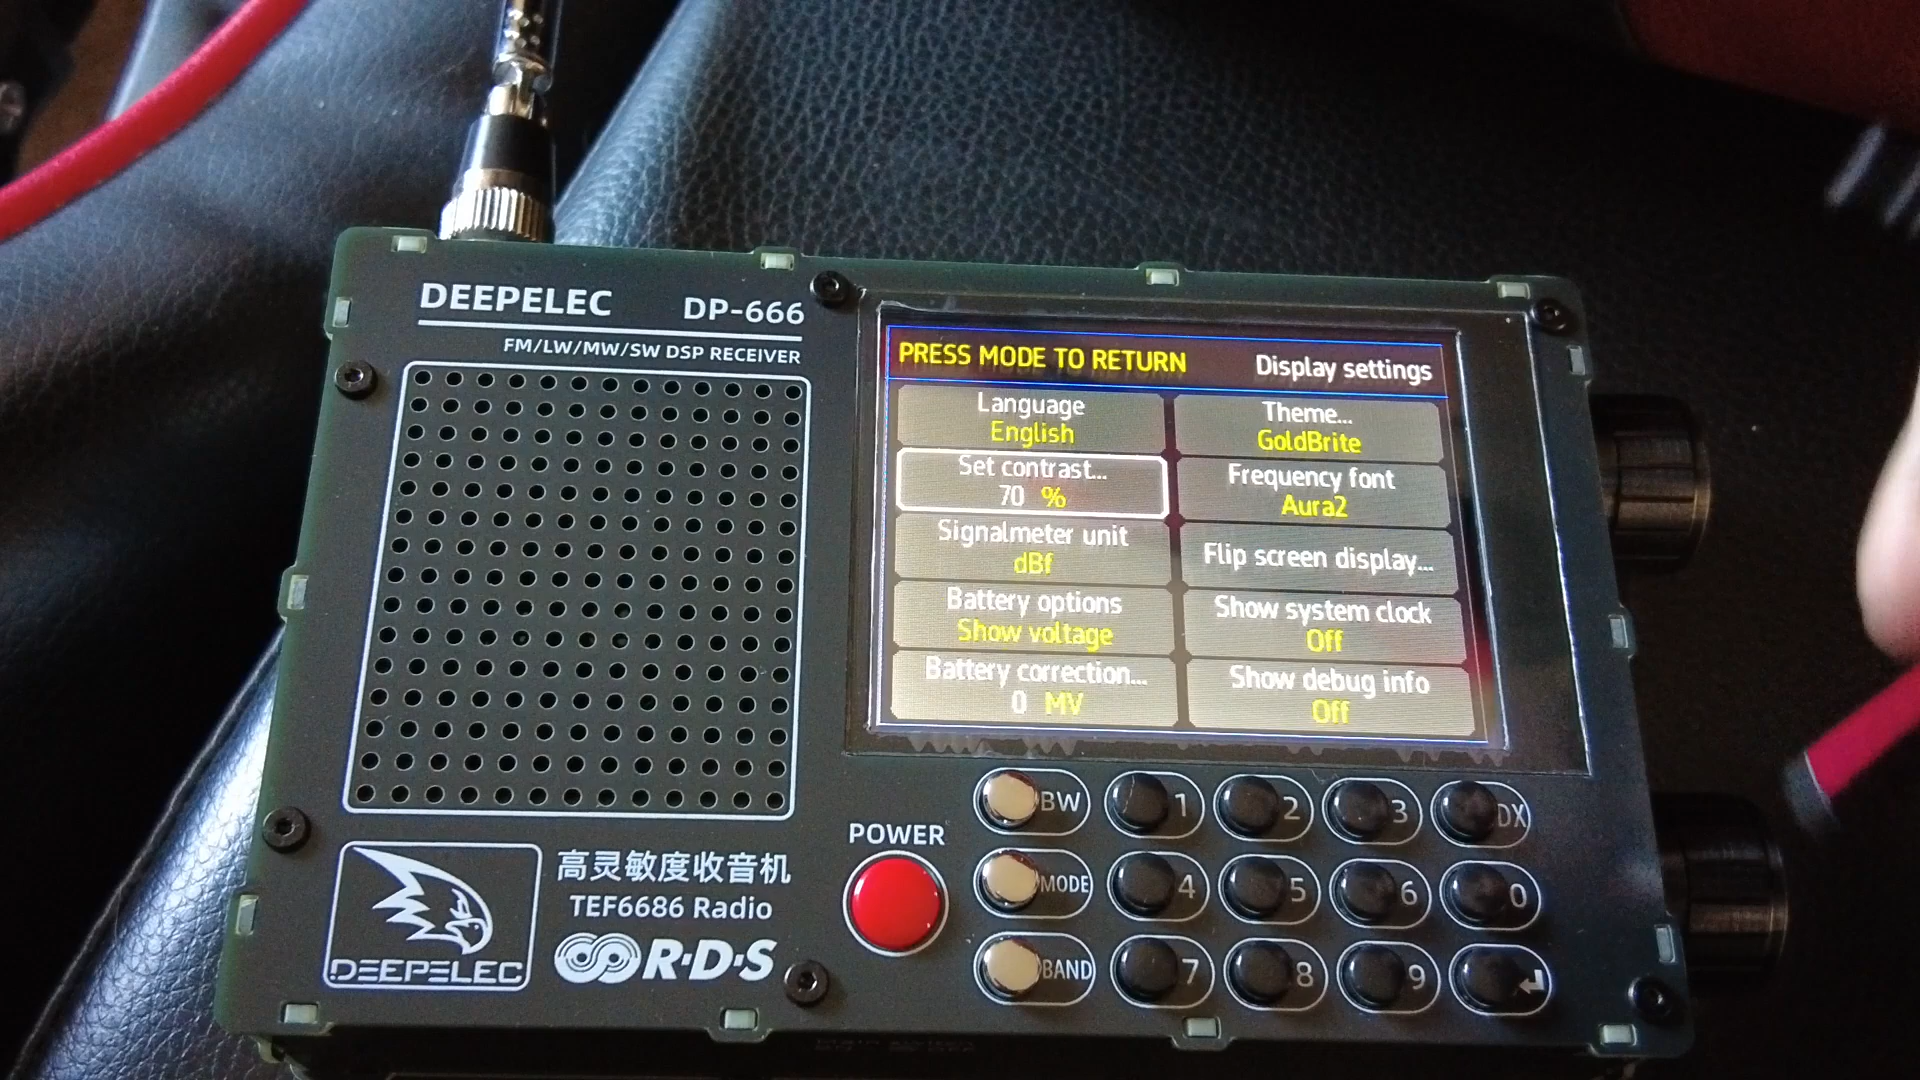 DEEPELEC DP-666
FM/LW/MW/SW DSP RECEIVER
PRESS MODE TO RETURN Display settings
Language
English
Theme...
GoldBrite
Set contrast...
70 %
Frequency font
Aura2
Signalmeter unit
dBf
Flip screen display...
Battery options
Show voltage
Show system clock
Off
Battery correction...
0 MV
Show debug info
Off
POWER
BW 1 2 3 DX
MODE 4 5 6 0
BAND 7 8 9
高灵敏度收音机
TEF6686 Radio
DEEPELEC
R·D·S